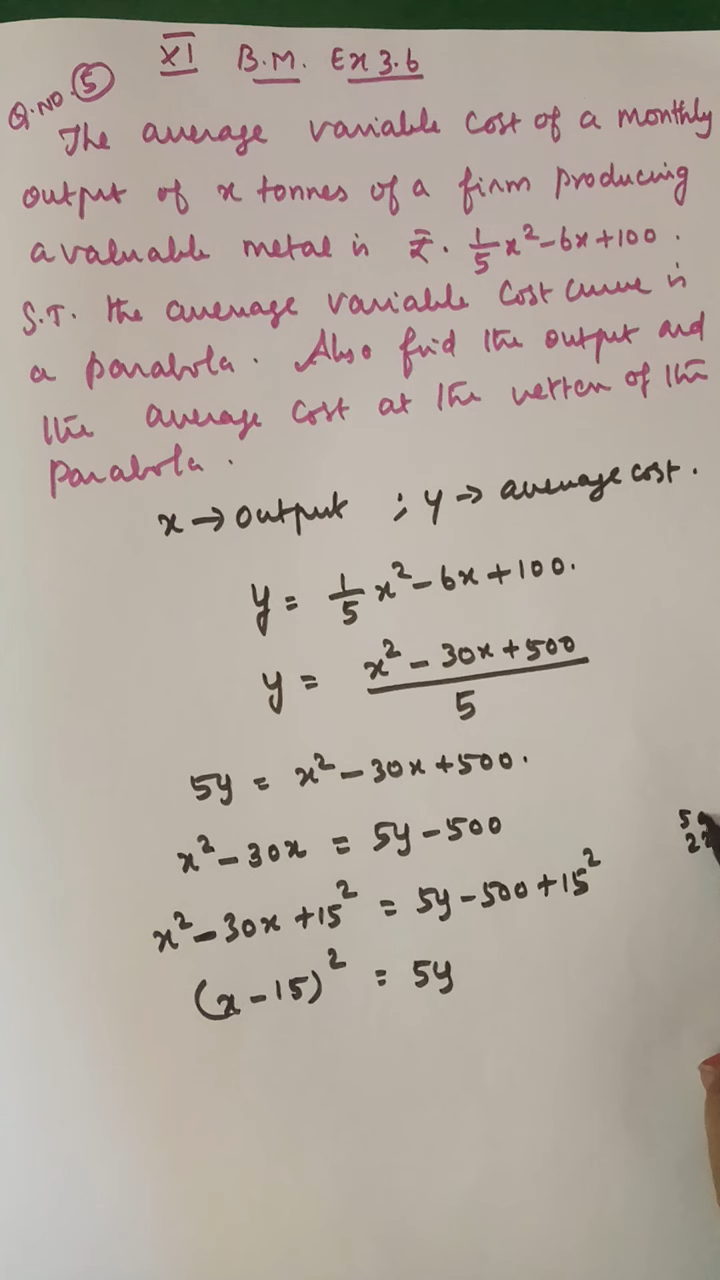 XI B.M. Ex 3.6
Q.NO. 5
The average variable cost of a monthly
output of x tonnes of a firm producing
a valuable metal is ₹. 1/5 x² - 6x + 100.
S.T. the average variable cost curve is
a parabola. Also find the output and
the average cost at the vertex of the
parabola.
x → output ; y → average cost.
y = 1/5 x² - 6x + 100.
y = (x² - 30x + 500)/5
5y = x² - 30x + 500.
x² - 30x = 5y - 500
x² - 30x + 15² = 5y - 500 + 15²
(x - 15)² = 5y